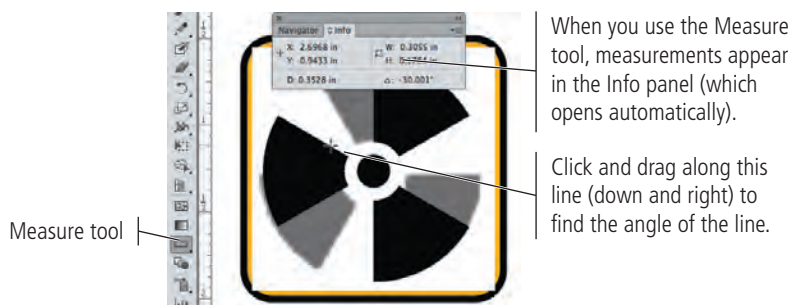 Navigator Info
X: 2.6968 in
Y: 0.9433 in
W: 0.3055 in
H:
D: 0.3528 in
-30.001°
When you use the Measure
tool, measurements appear
in the Info panel (which
opens automatically).
Click and drag along this
line (down and right) to
find the angle of the line.
Measure tool